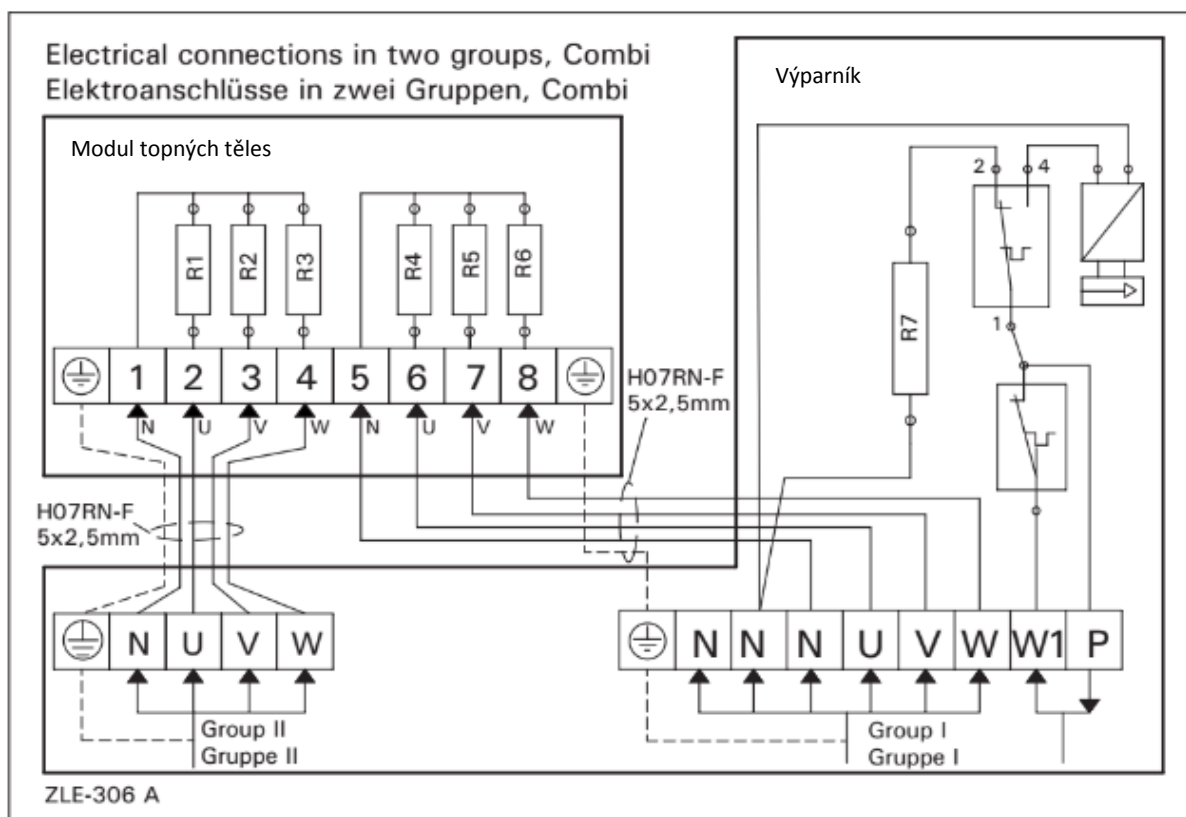 Electrical connections in two groups, Combi
Elektroanschlüsse in zwei Gruppen, Combi
Výparník
Modul topných těles
2 4
R1 R2 R3 R4 R5 R6
R7
1
1 2 3 4 5 6 7 8
N U V W N U V W
H07RN-F
5x2,5mm
H07RN-F
5x2,5mm
N U V W
N N N U V W W1 P
Group II
Gruppe II
Group I
Gruppe I
ZLE-306 A